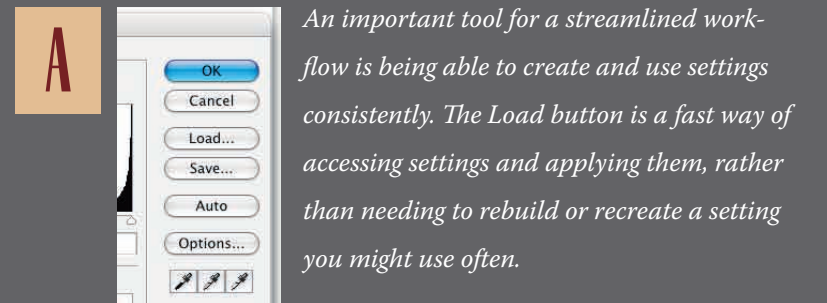 A
OK
Cancel
Load...
Save...
Auto
Options...
An important tool for a streamlined work-
flow is being able to create and use settings
consistently. The Load button is a fast way of
accessing settings and applying them, rather
than needing to rebuild or recreate a setting
you might use often.